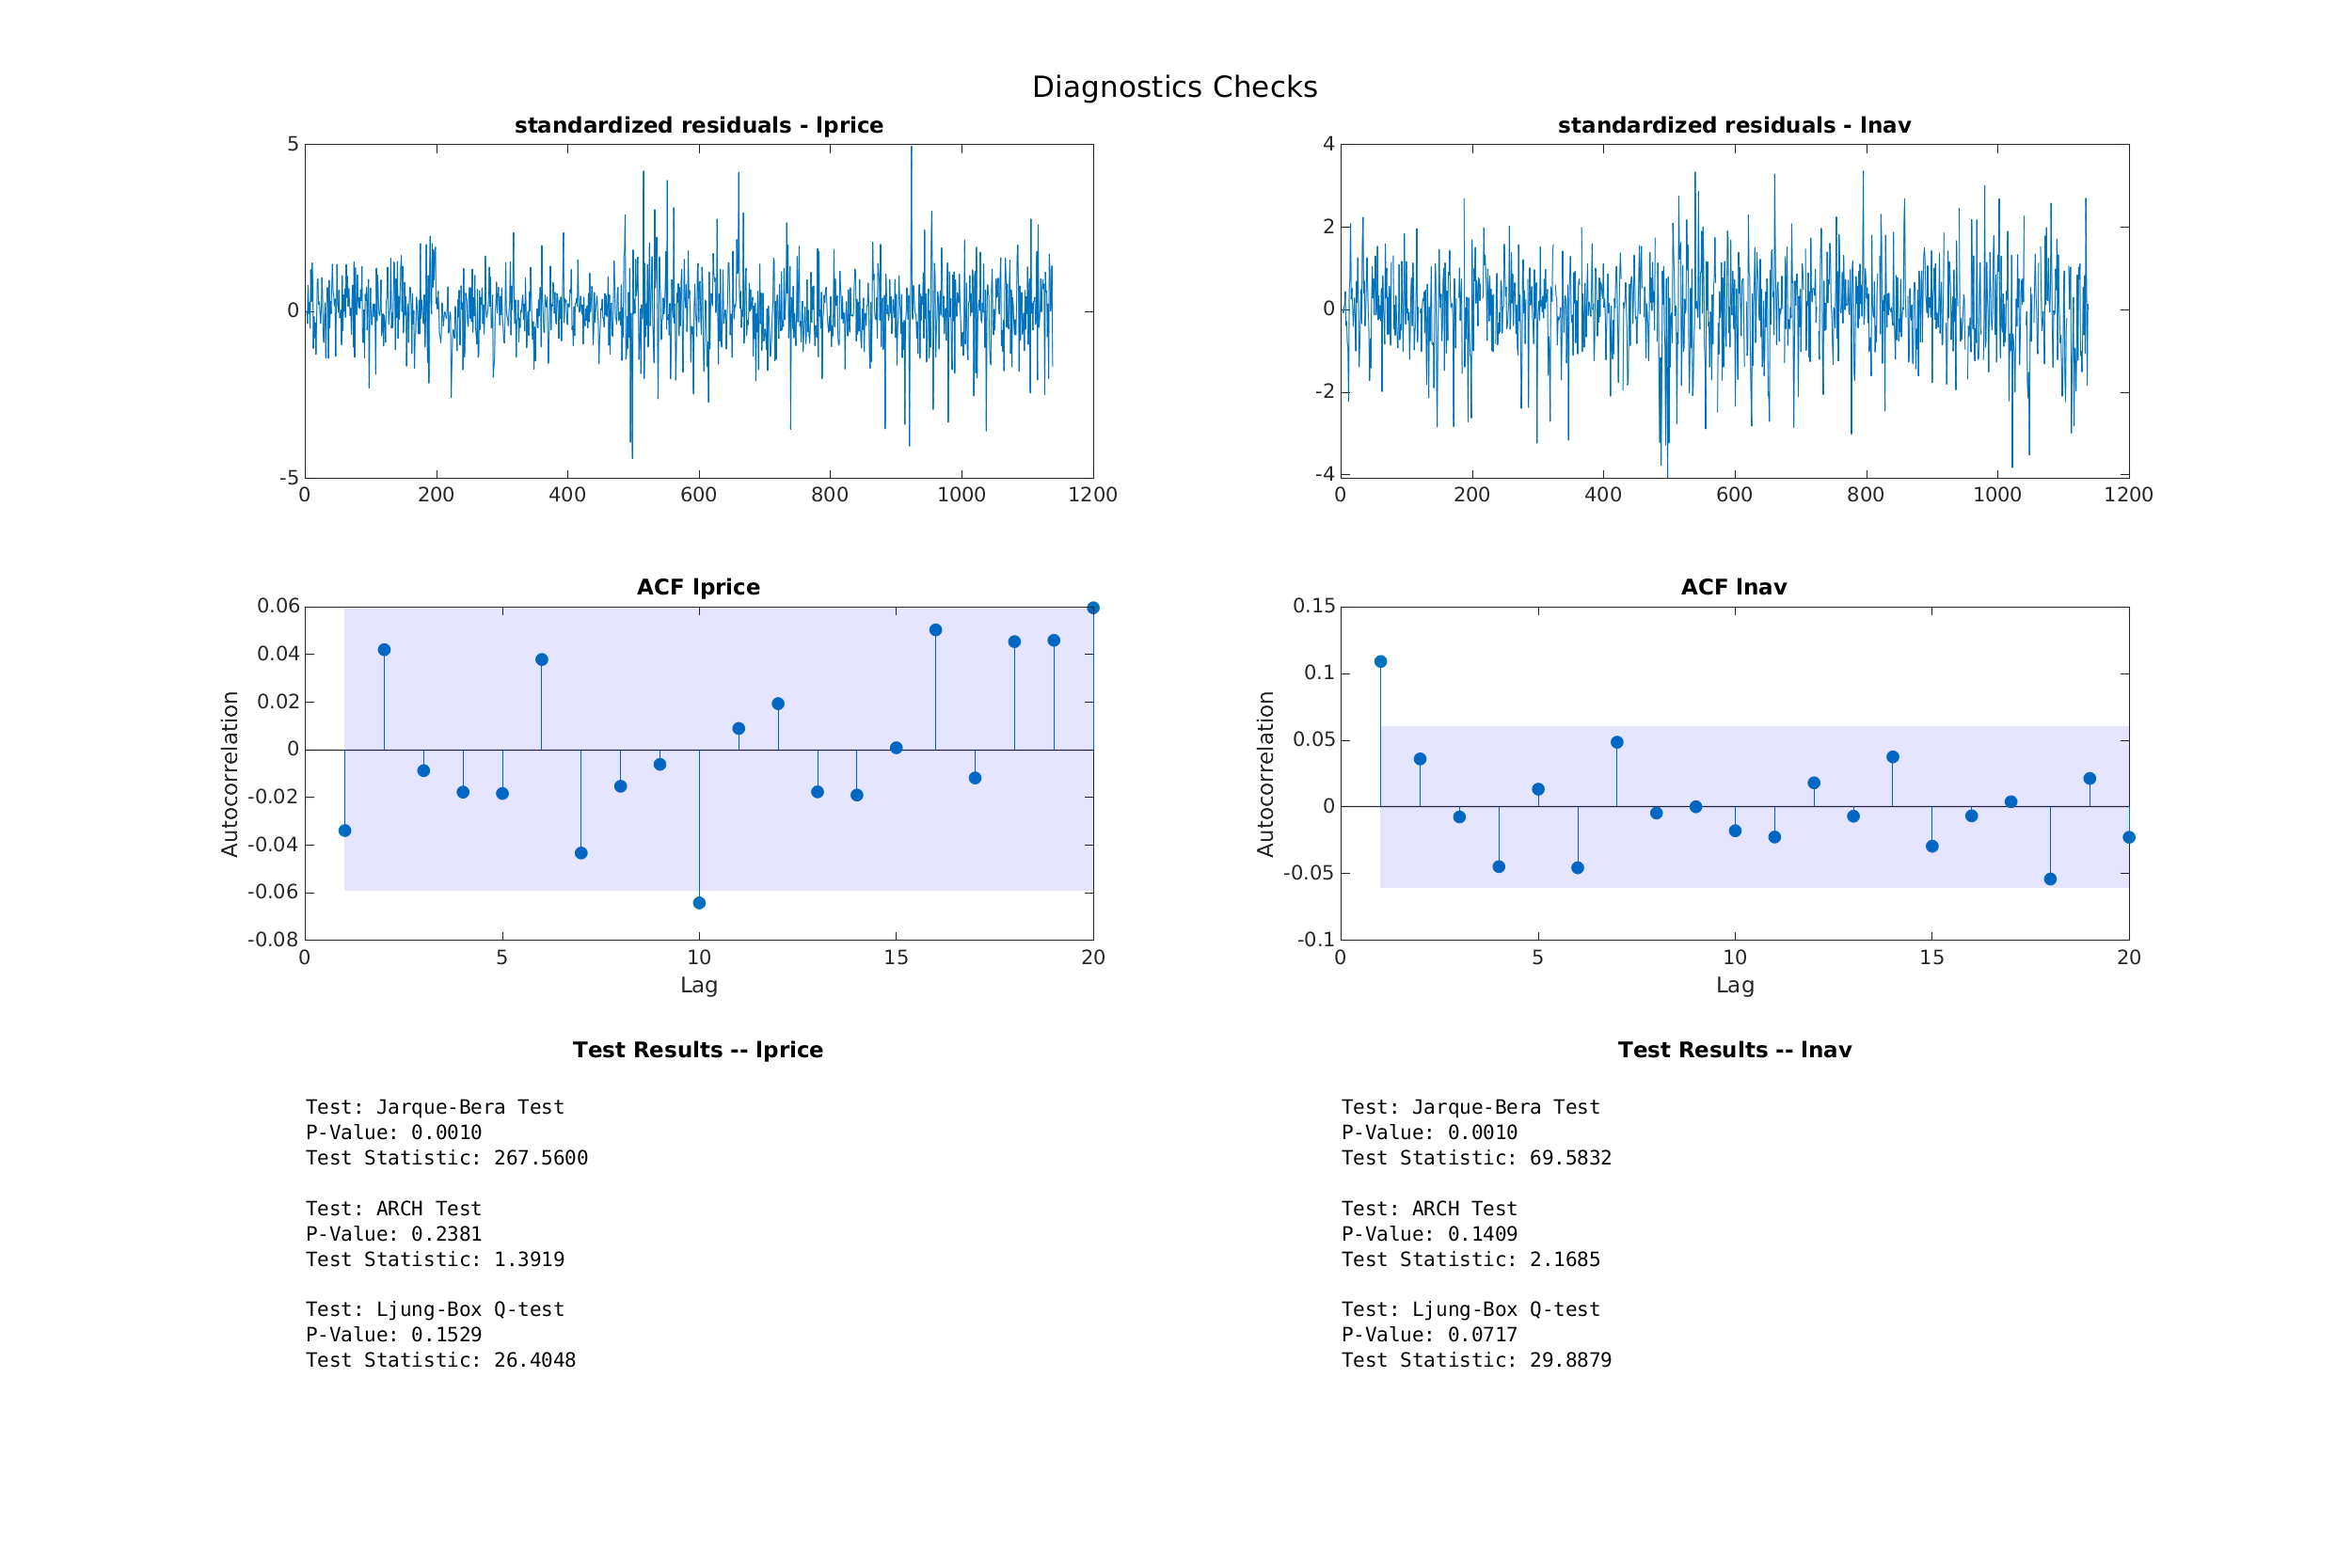 Diagnostics Checks
standardized residuals - lprice
5
0
-5
0 200 400 600 800 1000 1200
standardized residuals - lnav
4
2
0
-2
-4
0 200 400 600 800 1000 1200
ACF lprice
0.06
0.04
0.02
0
-0.02
-0.04
-0.06
-0.08
Autocorrelation
0 5 10 15 20
Lag
ACF lnav
0.15
0.1
0.05
0
-0.05
-0.1
Autocorrelation
0 5 10 15 20
Lag
Test Results -- lprice
Test: Jarque-Bera Test
P-Value: 0.0010
Test Statistic: 267.5600
Test: ARCH Test
P-Value: 0.2381
Test Statistic: 1.3919
Test: Ljung-Box Q-test
P-Value: 0.1529
Test Statistic: 26.4048
Test Results -- lnav
Test: Jarque-Bera Test
P-Value: 0.0010
Test Statistic: 69.5832
Test: ARCH Test
P-Value: 0.1409
Test Statistic: 2.1685
Test: Ljung-Box Q-test
P-Value: 0.0717
Test Statistic: 29.8879